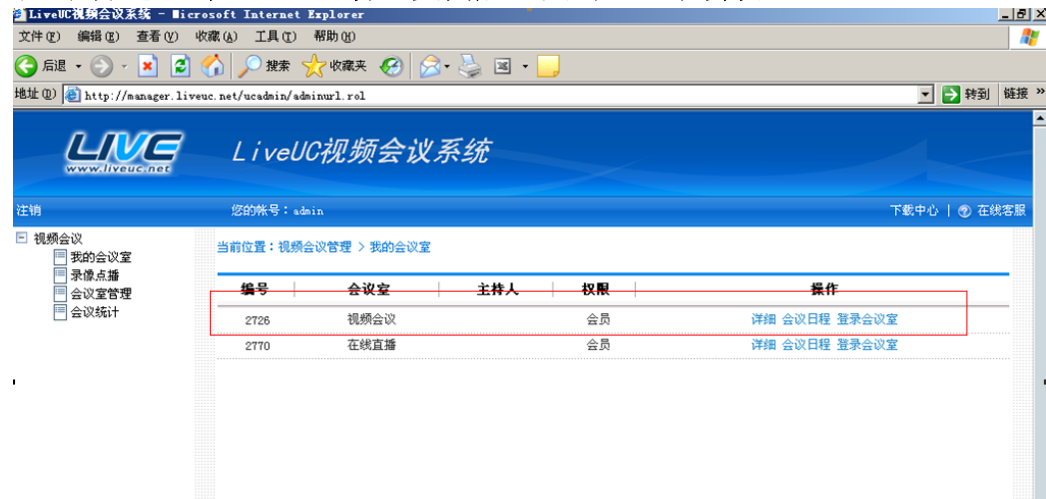 LiveUC视频会议系统 - Microsoft Internet Explorer
文件(F) 编辑(E) 查看(V) 收藏(A) 工具(T) 帮助(H)
后退 搜索 收藏夹
地址(D) http://manager.liveuc.net/ucadmin/adminurl.rol 转到 链接 »
LIVE
www.liveuc.net
LiveUC视频会议系统
注销 您的帐号：admin 下载中心 | 在线客服
视频会议
我的会议室
录像点播
会议室管理
会议统计
当前位置：视频会议管理 > 我的会议室
编号 会议室 主持人 权限 操作
2726 视频会议 会员 详细 会议日程 登录会议室
2770 在线直播 会员 详细 会议日程 登录会议室